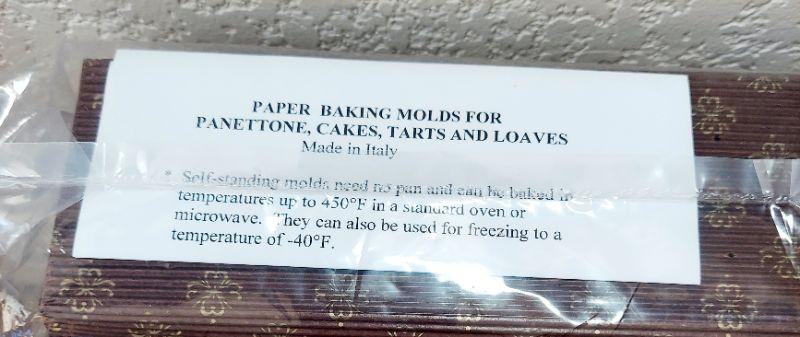 PAPER BAKING MOLDS FOR
PANETTONE, CAKES, TARTS AND LOAVES
Made in Italy
* Self-standing molds need no pan and can be baked in
temperatures up to 450°F in a standard oven or
microwave. They can also be used for freezing to a
temperature of -40°F.